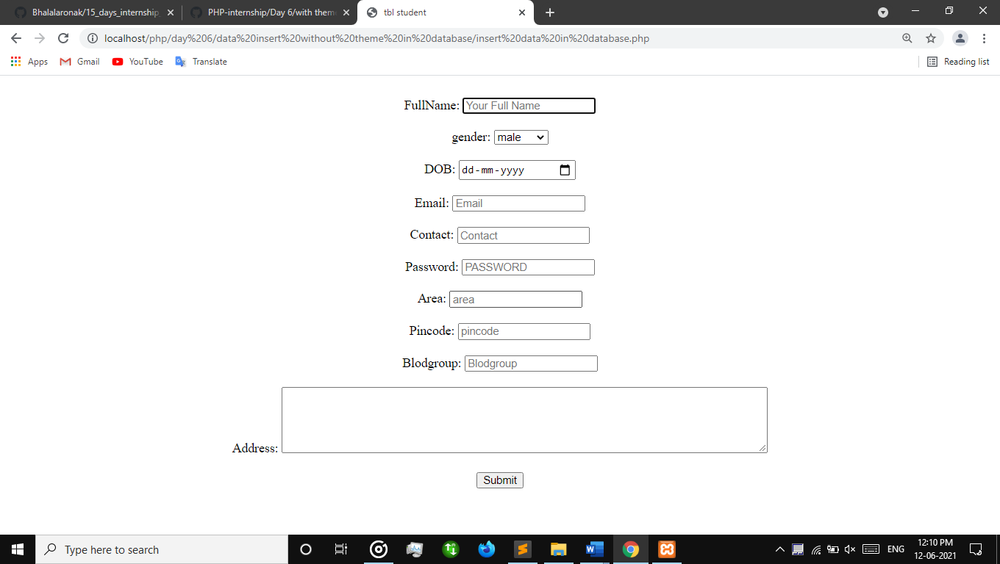 Bhalalaronak/15_days_internship
PHP-internship/Day 6/with them
tbl student
localhost/php/day%206/data%20insert%20without%20theme%20in%20database/insert%20data%20in%20database.php
Apps Gmail YouTube Translate Reading list
FullName: Your Full Name
gender: male
DOB: dd-mm-yyyy
Email: Email
Contact: Contact
Password: PASSWORD
Area: area
Pincode: pincode
Blodgroup: Blodgroup
Address:
Submit
Type here to search
ENG
12:10 PM
12-06-2021